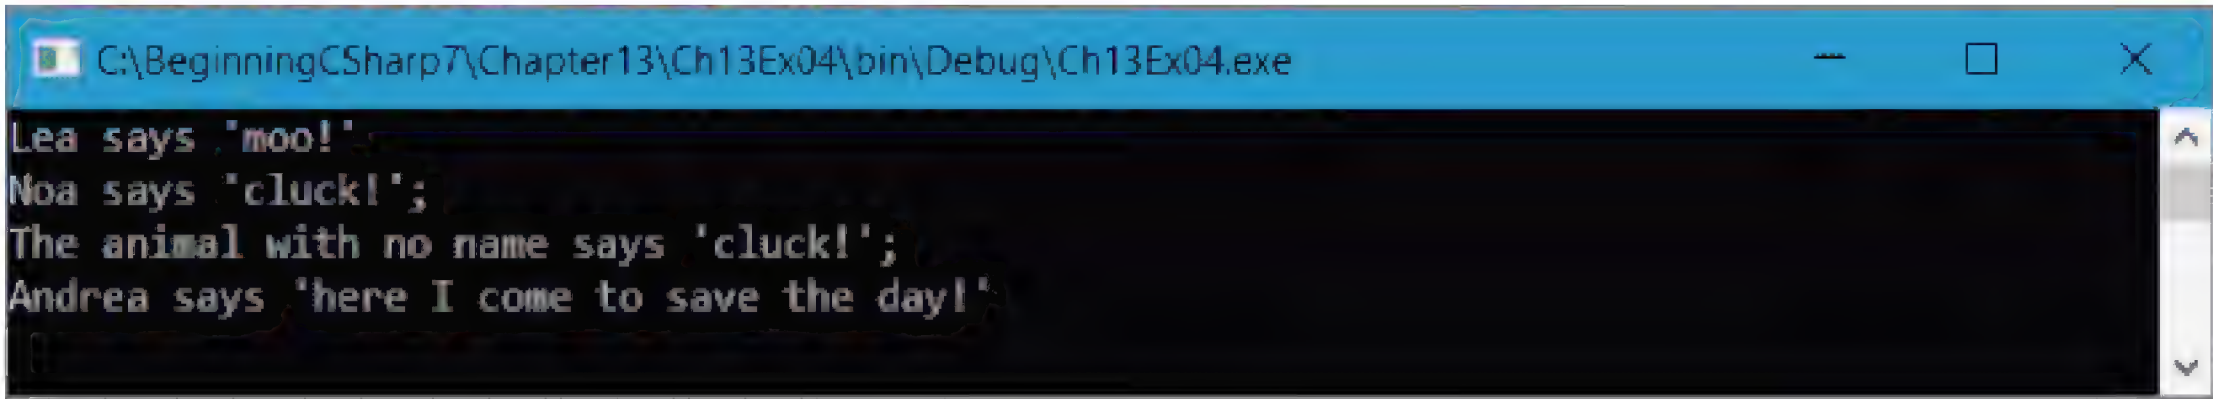 C:\BeginningCSharp7\Chapter13\Ch13Ex04\bin\Debug\Ch13Ex04.exe
Lea says 'moo!'
Noa says 'cluck!';
The animal with no name says 'cluck!';
Andrea says 'here I come to save the day!'